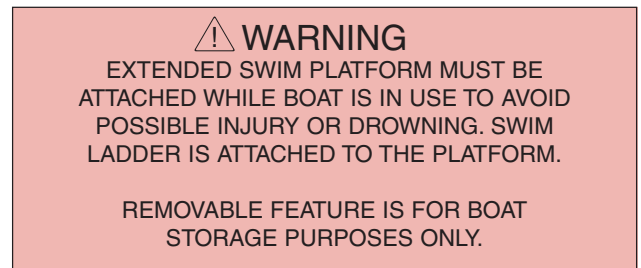 ⚠ WARNING
EXTENDED SWIM PLATFORM MUST BE
ATTACHED WHILE BOAT IS IN USE TO AVOID
POSSIBLE INJURY OR DROWNING. SWIM
LADDER IS ATTACHED TO THE PLATFORM.
REMOVABLE FEATURE IS FOR BOAT
STORAGE PURPOSES ONLY.